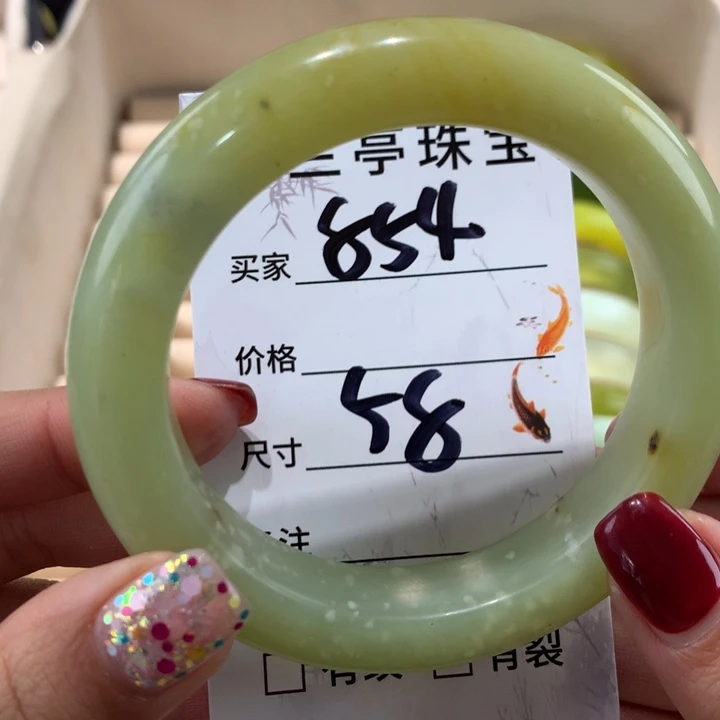 亭珠宝
买家 854
价格
尺寸 58
注
有裂